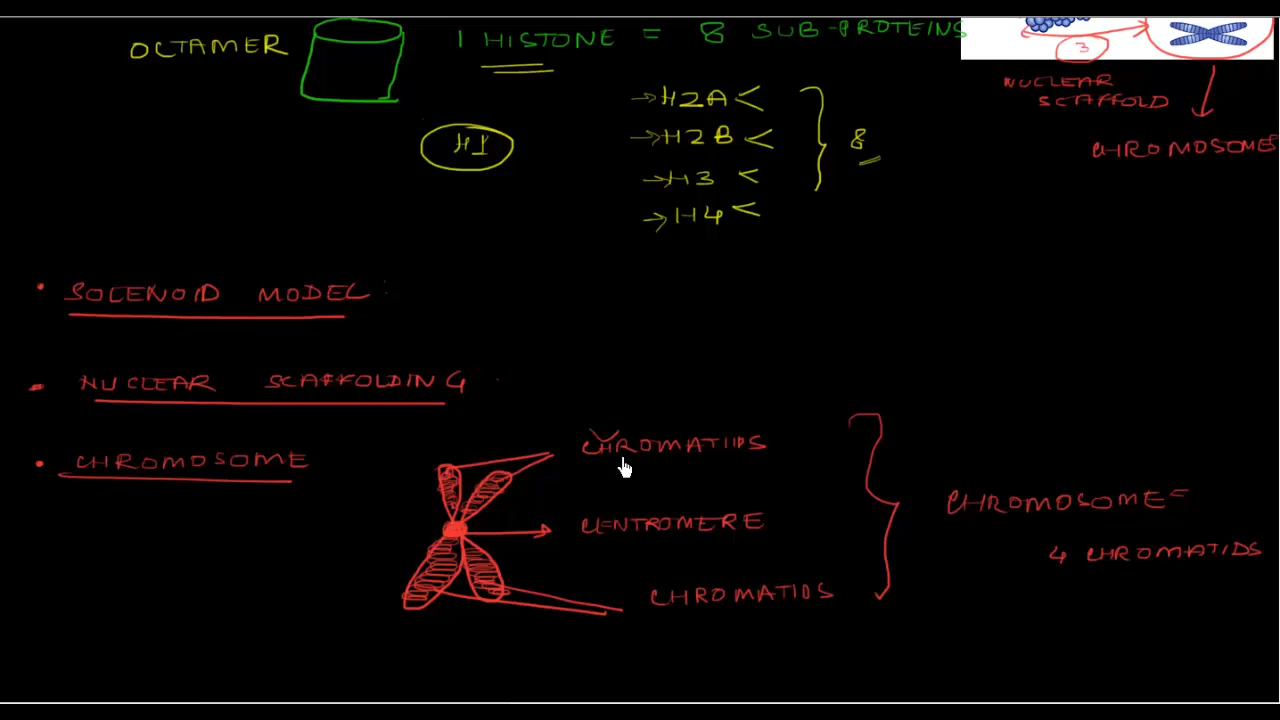 OCTAMER
1 HISTONE = 8 SUB-PROTEINS
3
NUCLEAR
SCAFFOLD
CHROMOSOME
H1
→H2A <
→H2B <
→H3 <
→H4 <
8
• SOLENOID MODEL:
• NUCLEAR SCAFFOLDING
• CHROMOSOME
CHROMATIDS
CENTROMERE
CHROMATIDS
CHROMOSOME =
4 CHROMATIDS